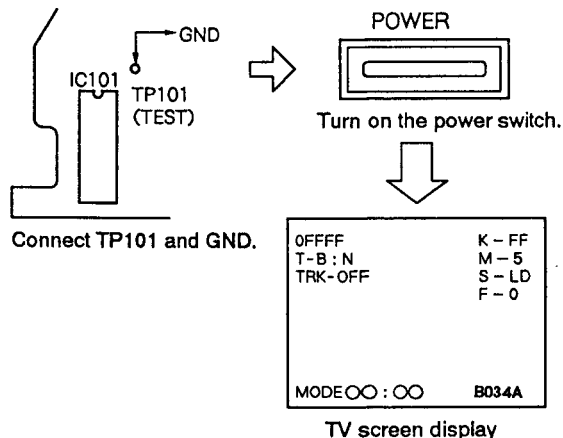 GND
IC101
TP101
(TEST)
Connect TP101 and GND.
POWER
Turn on the power switch.
0FFFF
T-B : N
TRK-OFF
K – FF
M – 5
S – LD
F – 0
MODE○○ : ○○
B034A
TV screen display